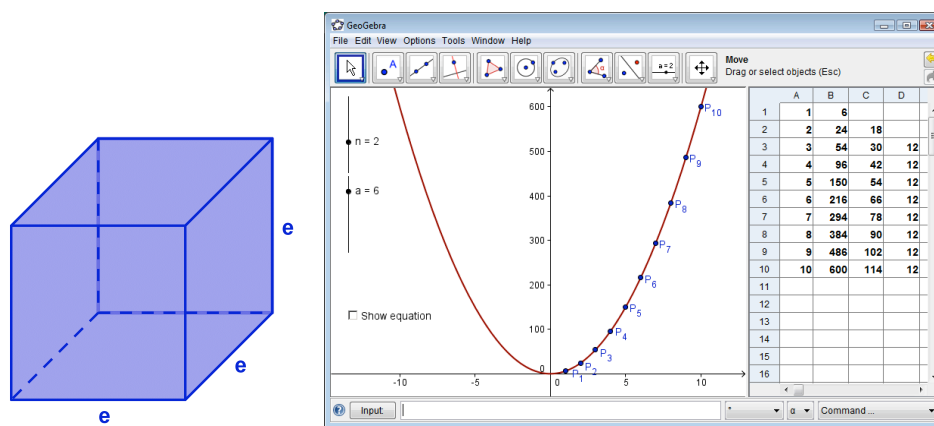 e
e
e
GeoGebra
File Edit View Options Tools Window Help
A
α
a = 2
Move
Drag or select objects (Esc)
n = 2
a = 6
Show equation
600
500
400
300
200
100
0
-10 -5 0 5 10
P10
P9
P8
P7
P6
P5
P4
P3
P2
P1
A B C D
1 1 6
2 2 24 18
3 3 54 30 12
4 4 96 42 12
5 5 150 54 12
6 6 216 66 12
7 7 294 78 12
8 8 384 90 12
9 9 486 102 12
10 10 600 114 12
11
12
13
14
15
16
Input
α
Command ...